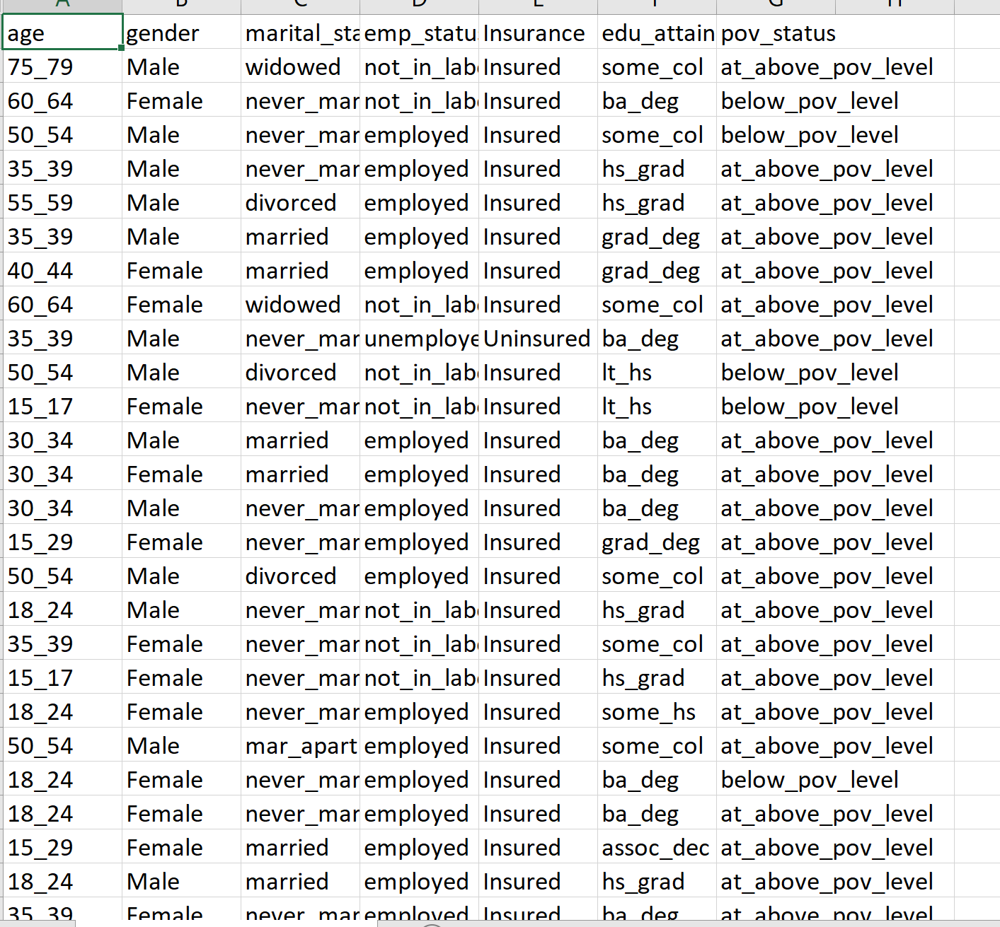 A B C D E F G H
age gender marital_sta emp_statu Insurance edu_attain pov_status
75_79 Male widowed not_in_lab Insured some_col at_above_pov_level
60_64 Female never_mar not_in_lab Insured ba_deg below_pov_level
50_54 Male never_mar employed Insured some_col below_pov_level
35_39 Male never_mar employed Insured hs_grad at_above_pov_level
55_59 Male divorced employed Insured hs_grad at_above_pov_level
35_39 Male married employed Insured grad_deg at_above_pov_level
40_44 Female married employed Insured grad_deg at_above_pov_level
60_64 Female widowed not_in_lab Insured some_col at_above_pov_level
35_39 Male never_mar unemploye Uninsured ba_deg at_above_pov_level
50_54 Male divorced not_in_lab Insured lt_hs below_pov_level
15_17 Female never_mar not_in_lab Insured lt_hs below_pov_level
30_34 Male married employed Insured ba_deg at_above_pov_level
30_34 Female married employed Insured ba_deg at_above_pov_level
30_34 Male never_mar employed Insured ba_deg at_above_pov_level
15_29 Female never_mar employed Insured grad_deg at_above_pov_level
50_54 Male divorced employed Insured some_col at_above_pov_level
18_24 Male never_mar not_in_lab Insured hs_grad at_above_pov_level
35_39 Female never_mar not_in_lab Insured some_col at_above_pov_level
15_17 Female never_mar not_in_lab Insured hs_grad at_above_pov_level
18_24 Female never_mar employed Insured some_hs at_above_pov_level
50_54 Male mar_apart employed Insured some_col at_above_pov_level
18_24 Female never_mar employed Insured ba_deg below_pov_level
18_24 Female never_mar employed Insured ba_deg at_above_pov_level
15_29 Female married employed Insured assoc_dec at_above_pov_level
18_24 Male married employed Insured hs_grad at_above_pov_level
35_39 Female never_mar employed Insured ba_deg at_above_pov_level